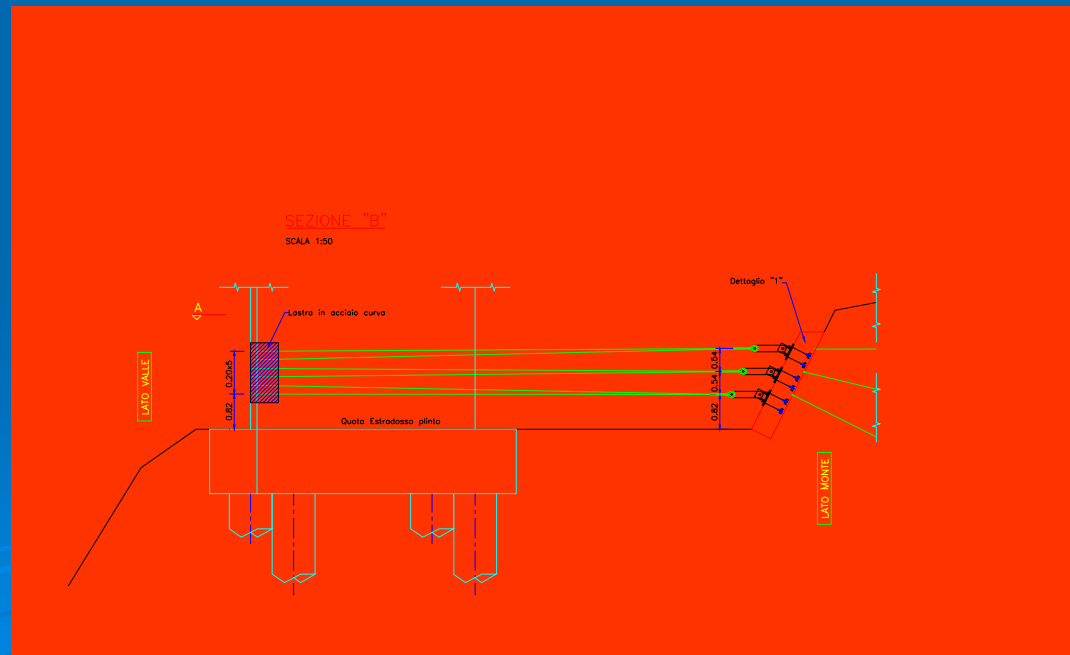 SEZIONE "B"
SCALA 1:50
Dettaglio "1"
A
Lastra in acciaio curva
LATO VALLE
0.20x5
0.82
0.54
0.54
0.82
Quota Estradosso plinto
LATO MONTE